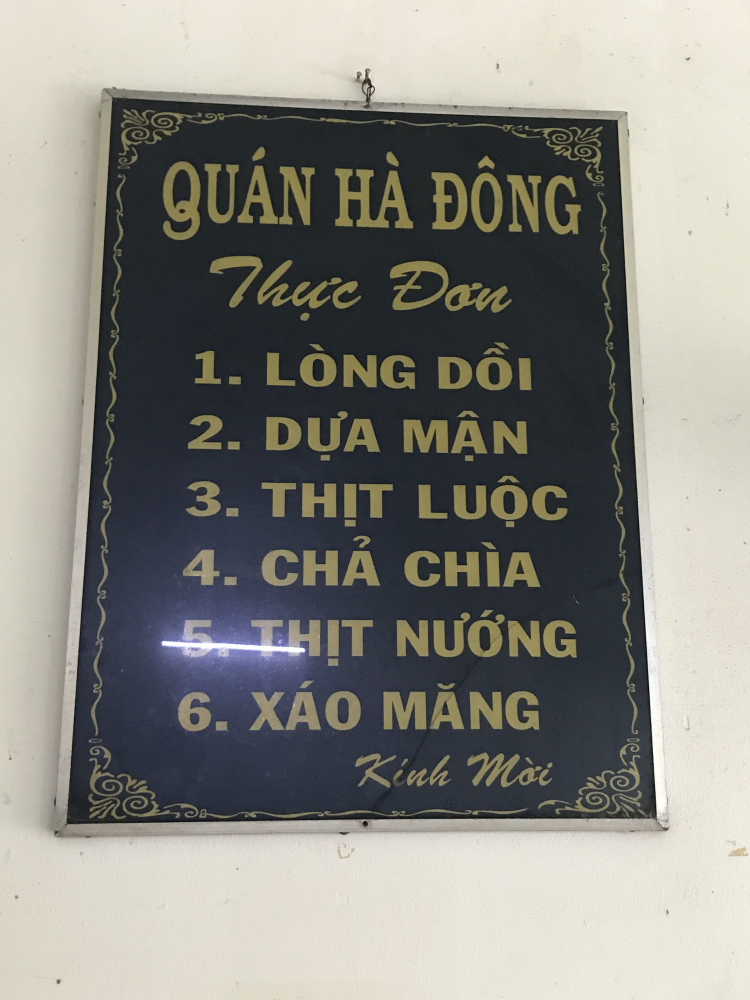 QUÁN HÀ ĐÔNG
Thực Đơn
1. LÒNG DỒI
2. DỰA MẬN
3. THỊT LUỘC
4. CHẢ CHÌA
5. THỊT NƯỚNG
6. XÁO MĂNG
Kính Mời